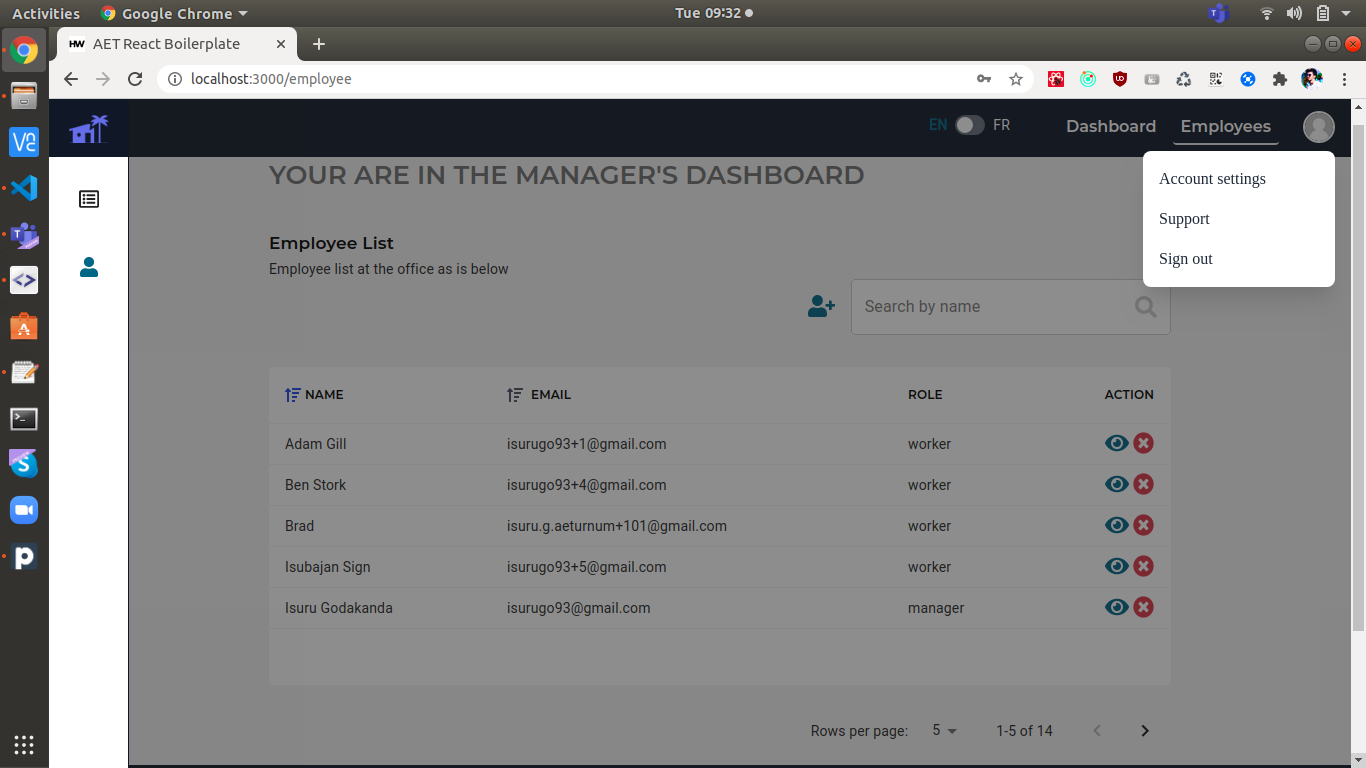 Activities Google Chrome Tue 09:32
HW AET React Boilerplate
localhost:3000/employee
EN FR Dashboard Employees
YOUR ARE IN THE MANAGER'S DASHBOARD
Account settings
Support
Sign out
Employee List
Employee list at the office as is below
Search by name
NAME EMAIL ROLE ACTION
Adam Gill isurugo93+1@gmail.com worker
Ben Stork isurugo93+4@gmail.com worker
Brad isuru.g.aeturnum+101@gmail.com worker
Isubajan Sign isurugo93+5@gmail.com worker
Isuru Godakanda isurugo93@gmail.com manager
Rows per page: 5 1-5 of 14